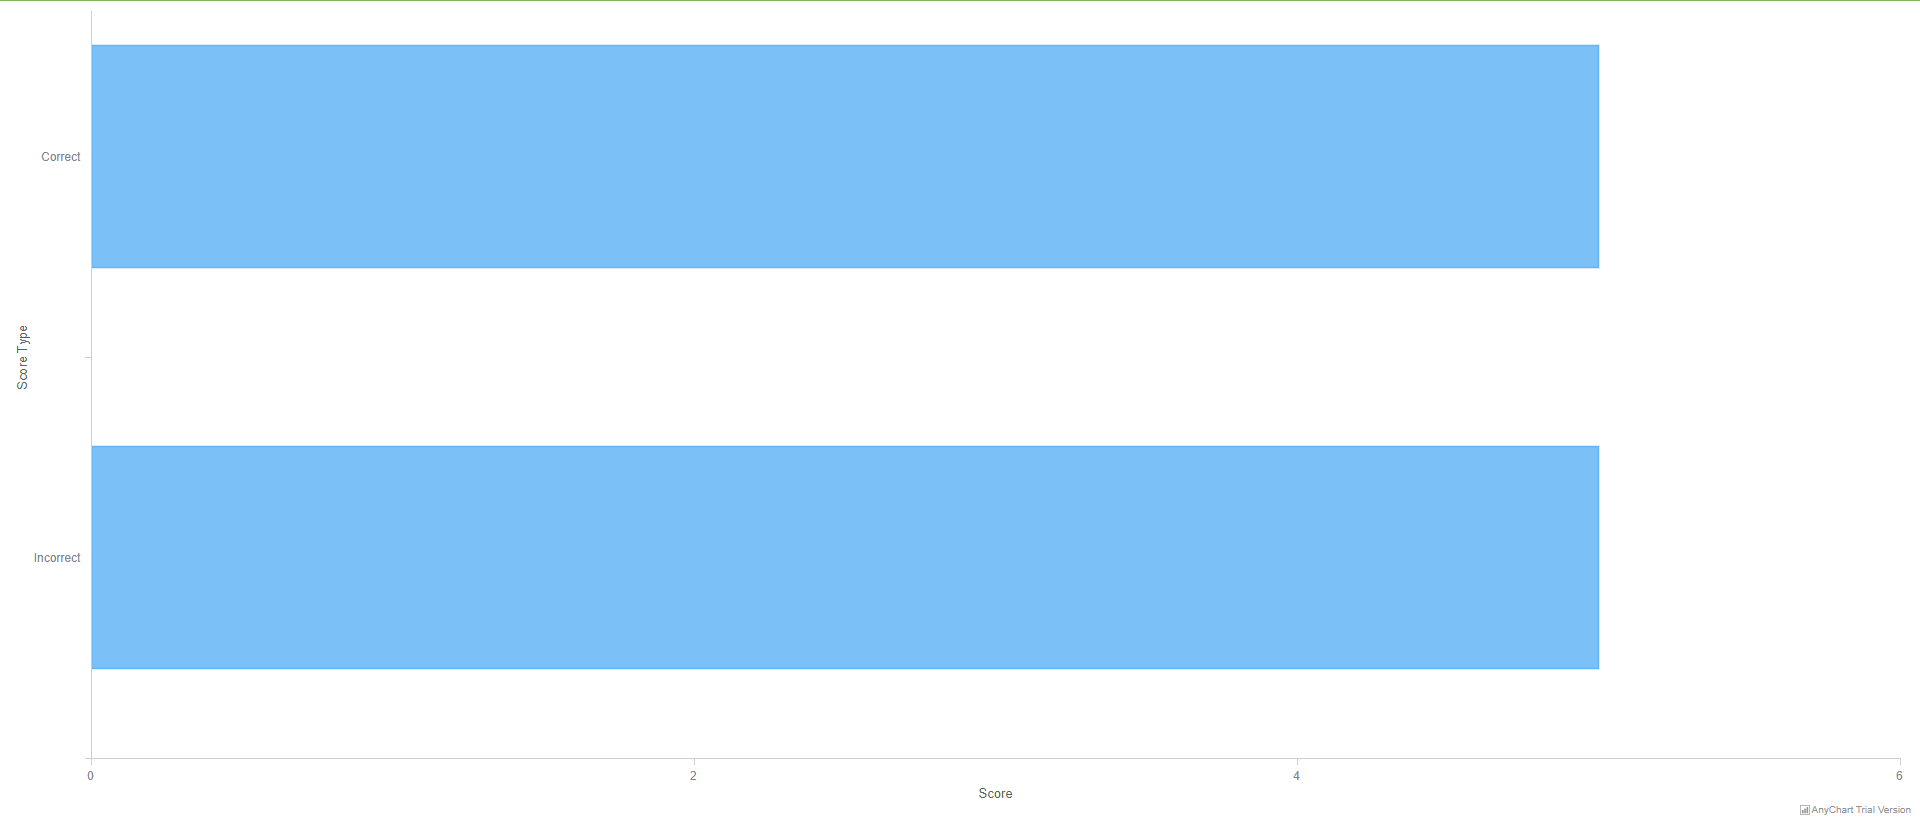 Correct
Score Type
Incorrect
0 2 4 6
Score
AnyChart Trial Version